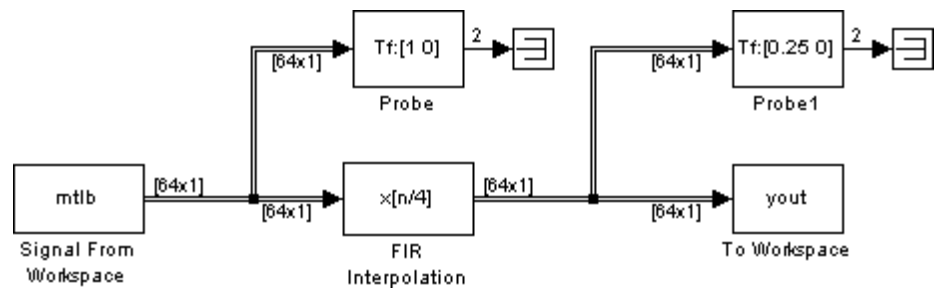 Tf:[1 0]
2
[64x1]
Probe
Tf:[0.25 0]
2
[64x1]
Probe1
mtlb
[64x1]
[64x1]
Signal From
Workspace
x[n/4]
[64x1]
[64x1]
FIR
Interpolation
yout
To Workspace